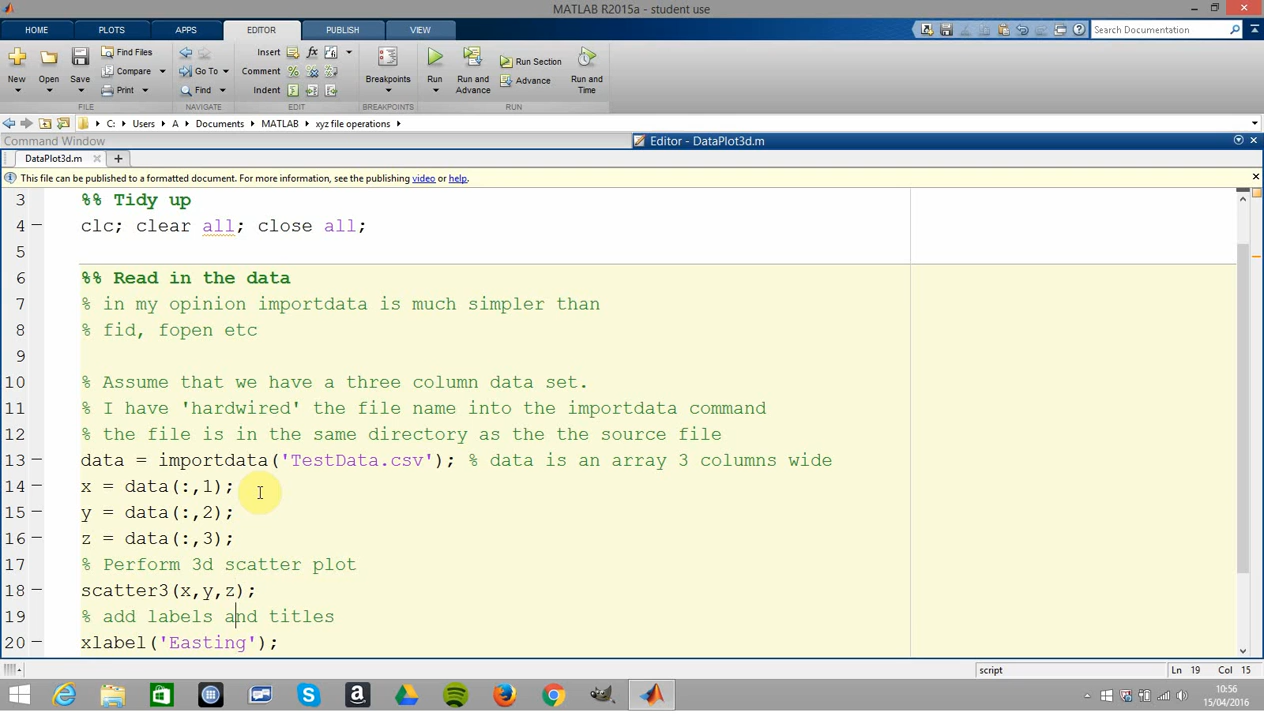 MATLAB R2015a - student use
HOME PLOTS APPS EDITOR PUBLISH VIEW
Search Documentation
New Open Save Find Files Compare Print
Go To Find
Insert Comment Indent
Breakpoints
Run Run and Advance Run Section Advance Run and Time
FILE NAVIGATE EDIT BREAKPOINTS RUN
C: Users A Documents MATLAB xyz file operations
Command Window
Editor - DataPlot3d.m
DataPlot3d.m
This file can be published to a formatted document. For more information, see the publishing video or help.
3 %% Tidy up
4 clc; clear all; close all;
5
6 %% Read in the data
7 % in my opinion importdata is much simpler than
8 % fid, fopen etc
9
10 % Assume that we have a three column data set.
11 % I have 'hardwired' the file name into the importdata command
12 % the file is in the same directory as the the source file
13 data = importdata('TestData.csv'); % data is an array 3 columns wide
14 x = data(:,1);
15 y = data(:,2);
16 z = data(:,3);
17 % Perform 3d scatter plot
18 scatter3(x,y,z);
19 % add labels and titles
20 xlabel('Easting');
script Ln 19 Col 15
10:56
15/04/2016